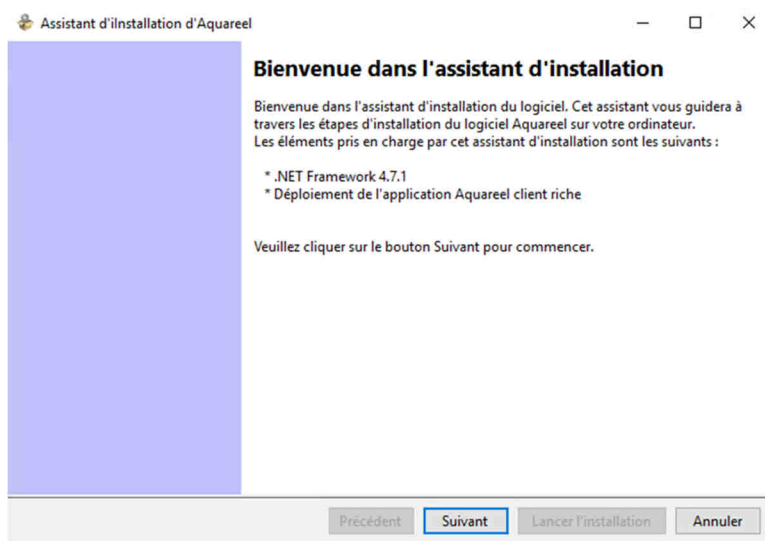 Assistant d'iInstallation d'Aquareel
Bienvenue dans l'assistant d'installation
Bienvenue dans l'assistant d'installation du logiciel. Cet assistant vous guidera à
travers les étapes d'installation du logiciel Aquareel sur votre ordinateur.
Les éléments pris en charge par cet assistant d'installation sont les suivants :
* .NET Framework 4.7.1
* Déploiement de l'application Aquareel client riche
Veuillez cliquer sur le bouton Suivant pour commencer.
Précédent Suivant Lancer l'installation Annuler